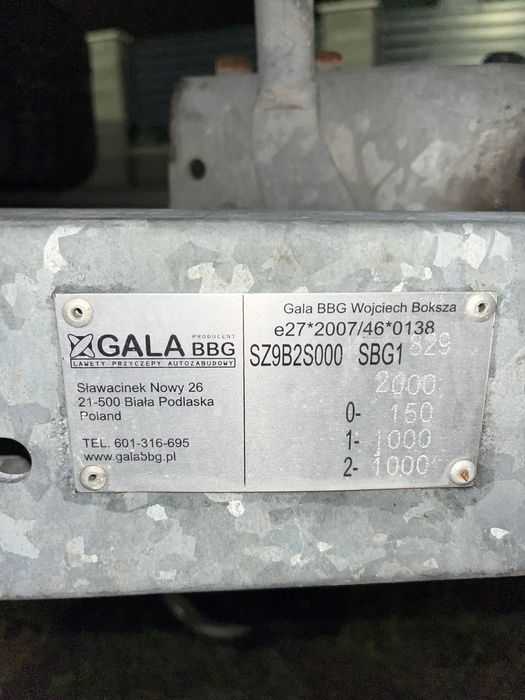 PRODUCENT
GALA BBG
LAWETY PRZYCZEPY AUTOZABUDOWY
Sławacinek Nowy 26
21-500 Biała Podlaska
Poland
TEL. 601-316-695
www.galabbg.pl
Gala BBG Wojciech Boksza
e27*2007/46*0138
SZ9B2S000 SBG1 829
2000
0- 150
1- 1000
2- 1000